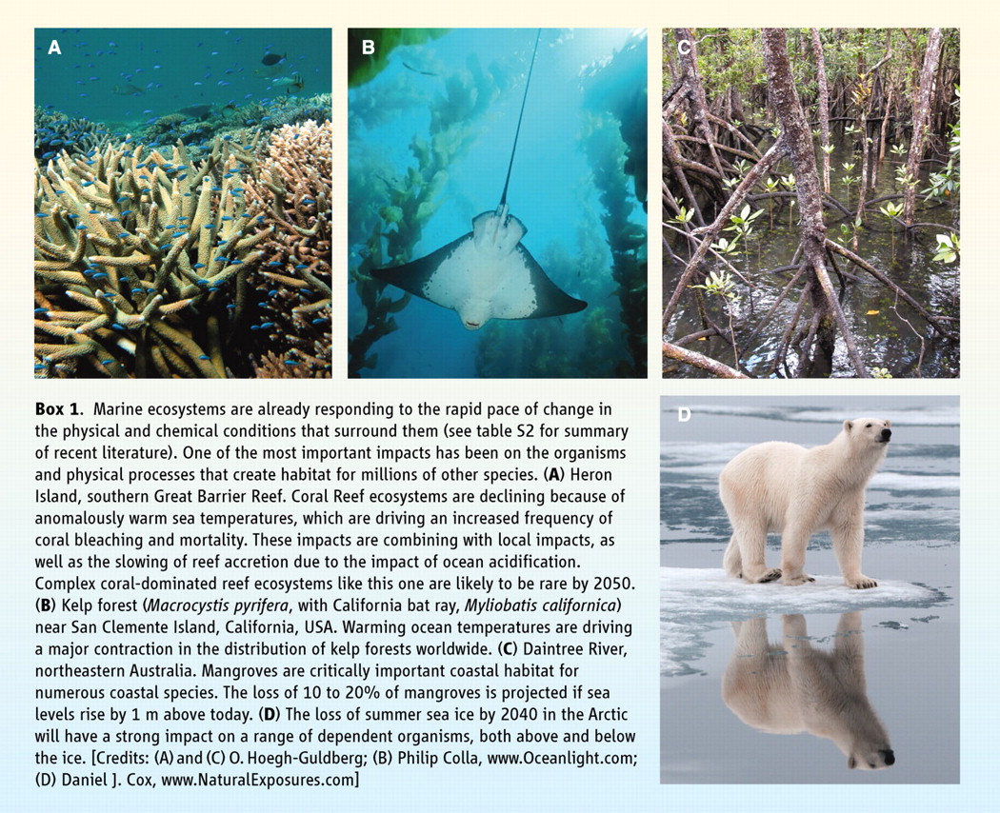 A
B
C
Box 1. Marine ecosystems are already responding to the rapid pace of change in
the physical and chemical conditions that surround them (see table S2 for summary
of recent literature). One of the most important impacts has been on the organisms
and physical processes that create habitat for millions of other species. (A) Heron
Island, southern Great Barrier Reef. Coral Reef ecosystems are declining because of
anomalously warm sea temperatures, which are driving an increased frequency of
coral bleaching and mortality. These impacts are combining with local impacts, as
well as the slowing of reef accretion due to the impact of ocean acidification.
Complex coral-dominated reef ecosystems like this one are likely to be rare by 2050.
(B) Kelp forest (Macrocystis pyrifera, with California bat ray, Myliobatis californica)
near San Clemente Island, California, USA. Warming ocean temperatures are driving
a major contraction in the distribution of kelp forests worldwide. (C) Daintree River,
northeastern Australia. Mangroves are critically important coastal habitat for
numerous coastal species. The loss of 10 to 20% of mangroves is projected if sea
levels rise by 1 m above today. (D) The loss of summer sea ice by 2040 in the Arctic
will have a strong impact on a range of dependent organisms, both above and below
the ice. [Credits: (A) and (C) O. Hoegh-Guldberg; (B) Philip Colla, www.Oceanlight.com;
(D) Daniel J. Cox, www.NaturalExposures.com]
D